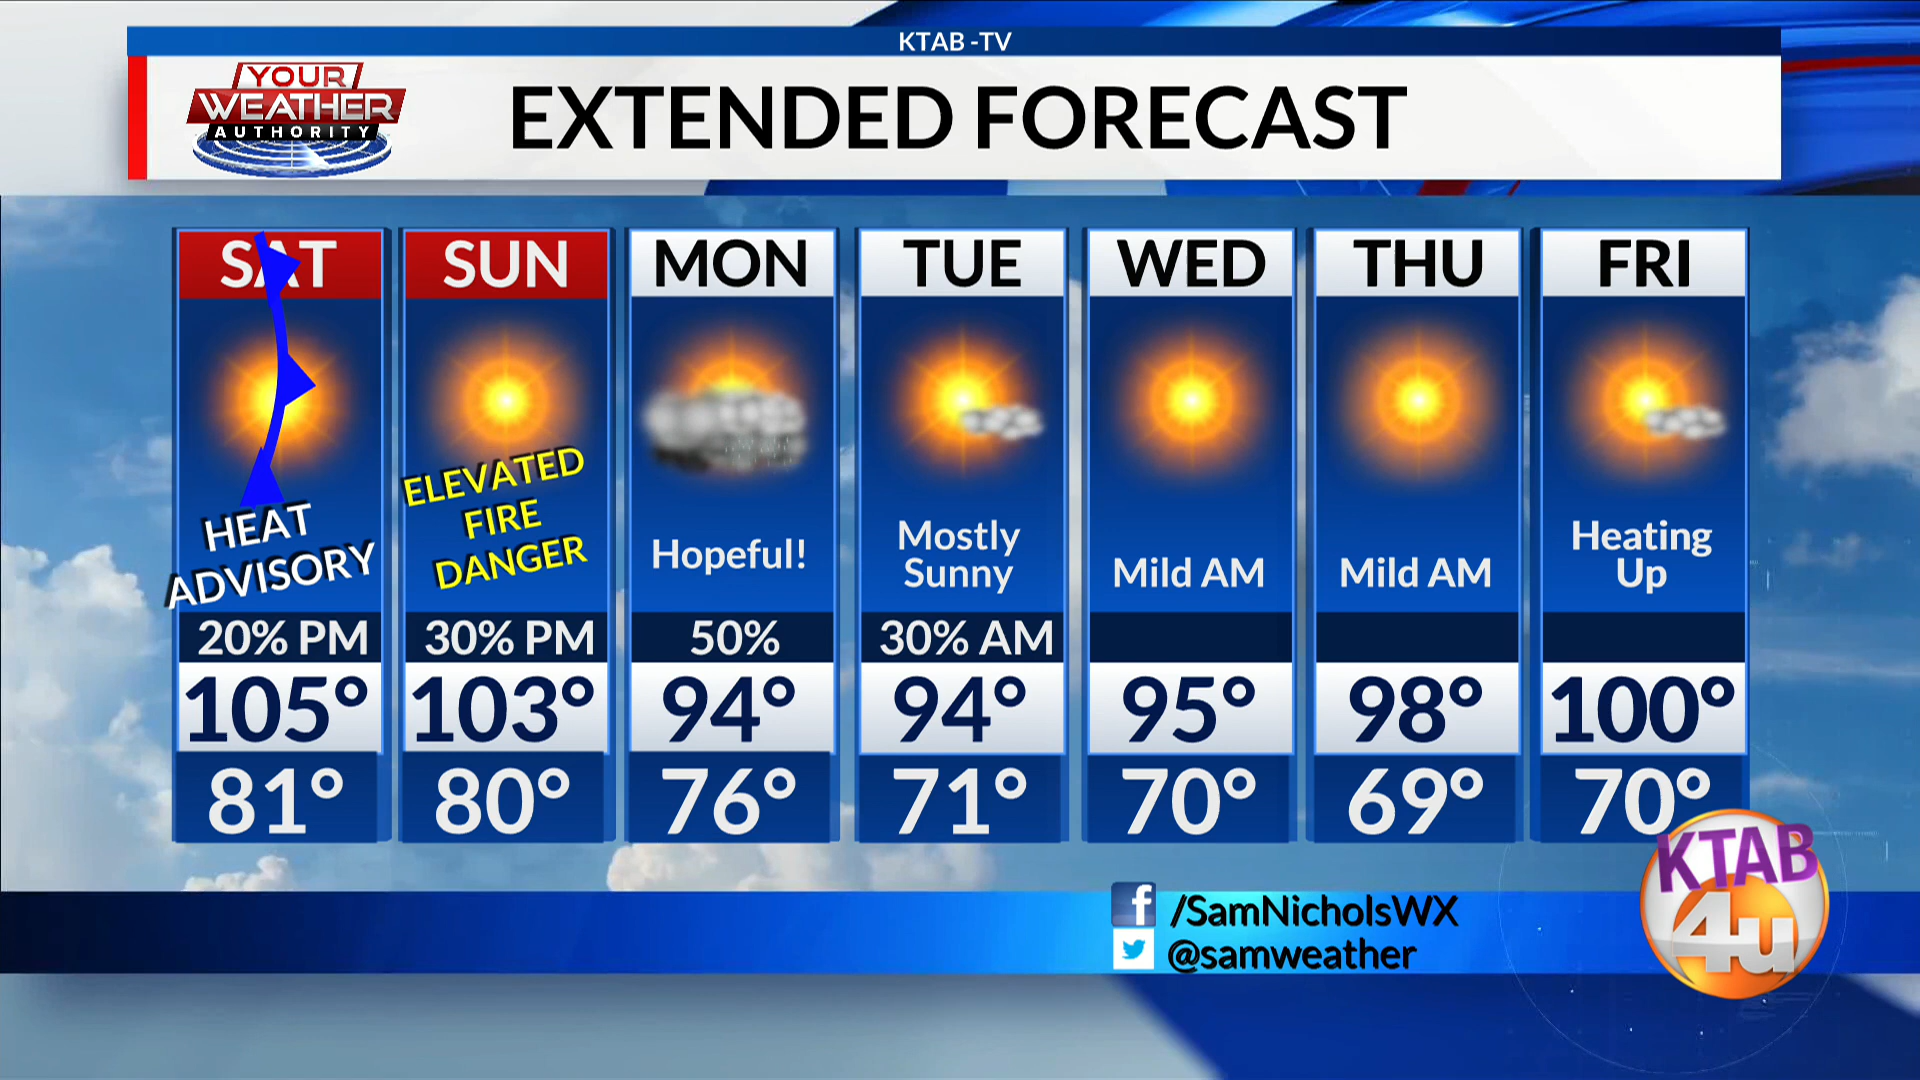 KTAB -TV
YOUR
WEATHER
AUTHORITY
EXTENDED FORECAST
SAT
HEAT
ADVISORY
20% PM
105°
81°
SUN
ELEVATED
FIRE
DANGER
30% PM
103°
80°
MON
Hopeful!
50%
94°
76°
TUE
Mostly
Sunny
30% AM
94°
71°
WED
Mild AM
95°
70°
THU
Mild AM
98°
69°
FRI
Heating
Up
100°
70°
f /SamNicholsWX
@samweather
KTAB
4u